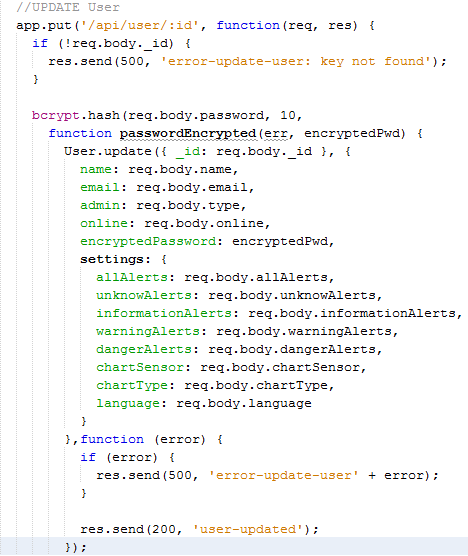 //UPDATE User
app.put('/api/user/:id', function(req, res) {
  if (!req.body._id) {
    res.send(500, 'error-update-user: key not found');
  }

  bcrypt.hash(req.body.password, 10,
    function passwordEncrypted(err, encryptedPwd) {
      User.update({ _id: req.body._id }, {
        name: req.body.name,
        email: req.body.email,
        admin: req.body.type,
        online: req.body.online,
        encryptedPassword: encryptedPwd,
        settings: {
          allAlerts: req.body.allAlerts,
          unknowAlerts: req.body.unknowAlerts,
          informationAlerts: req.body.informationAlerts,
          warningAlerts: req.body.warningAlerts,
          dangerAlerts: req.body.dangerAlerts,
          chartSensor: req.body.chartSensor,
          chartType: req.body.chartType,
          language: req.body.language
        }
      },function (error) {
        if (error) {
          res.send(500, 'error-update-user' + error);
        }

        res.send(200, 'user-updated');
      });